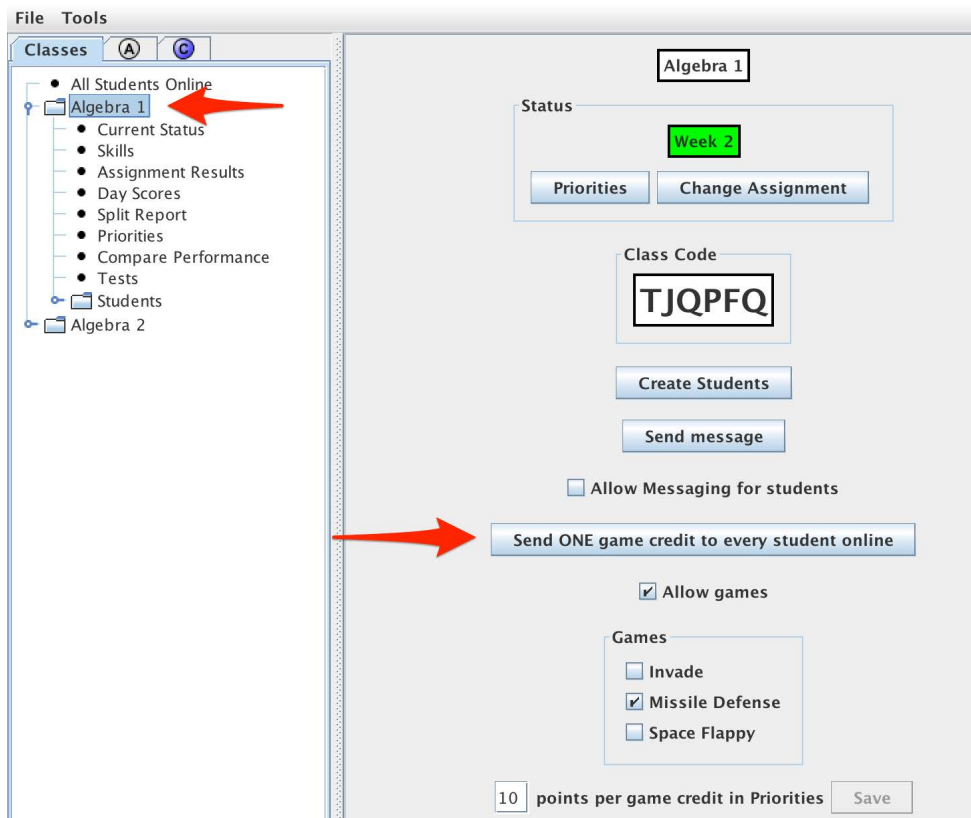 File Tools
Classes A C
All Students Online
Algebra 1
Current Status
Skills
Assignment Results
Day Scores
Split Report
Priorities
Compare Performance
Tests
Students
Algebra 2
Algebra 1
Status
Week 2
Priorities Change Assignment
Class Code
TJQPFQ
Create Students
Send message
Allow Messaging for students
Send ONE game credit to every student online
Allow games
Games
Invade
Missile Defense
Space Flappy
10 points per game credit in Priorities Save